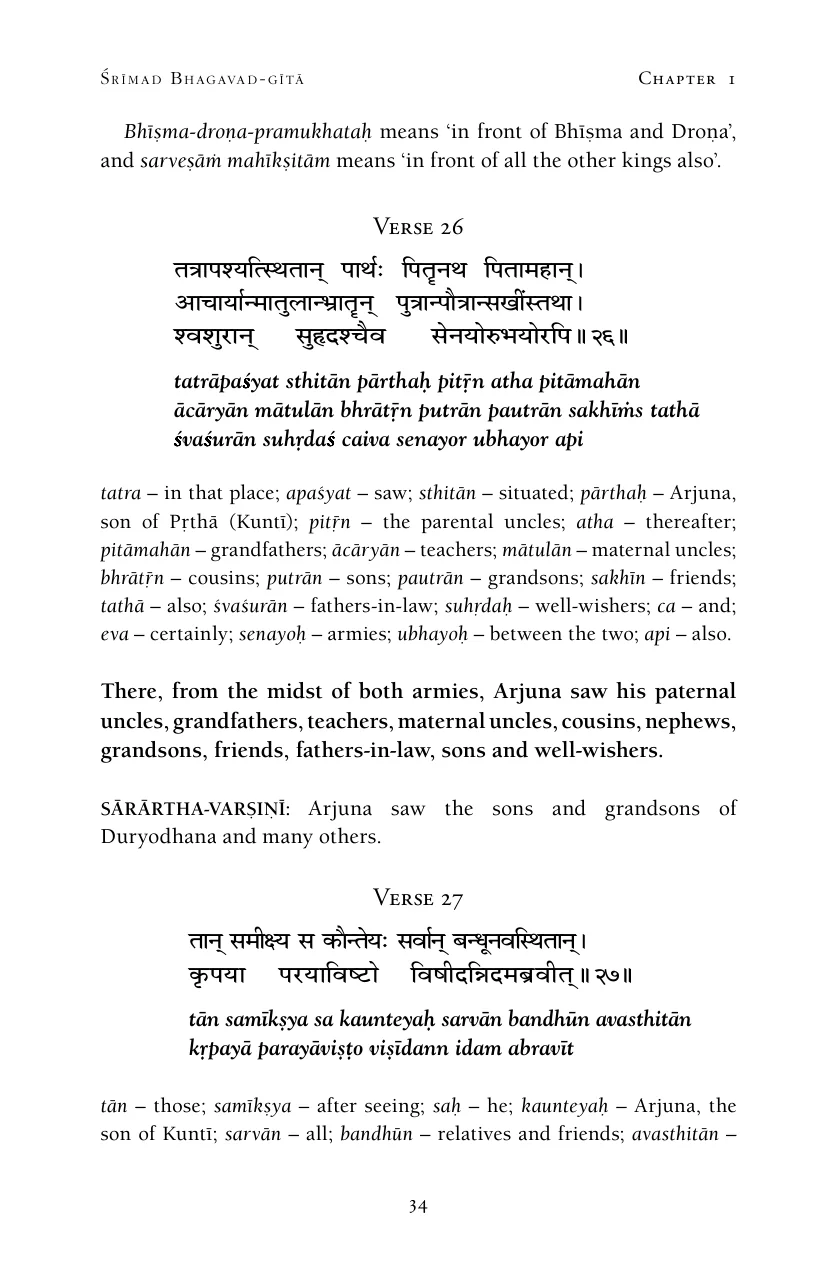 Śrīmad Bhagavad-gītā Chapter 1
Bhīṣma-droṇa-pramukhataḥ means ‘in front of Bhīṣma and Droṇa’,
and sarveṣāṁ mahīkṣitām means ‘in front of all the other kings also’.
Verse 26
तत्रापश्यत्स्थितान् पार्थः पितॄनथ पितामहान्।
आचार्यान्मातुलान्भ्रातॄन् पुत्रान्पौत्रान्सखींस्तथा।
श्वशुरान् सुहृदश्चैव सेनयोरुभयोरपि॥२६॥
tatrāpaśyat sthitān pārthaḥ pitṝn atha pitāmahān
ācāryān mātulān bhrātṝn putrān pautrān sakhīṁs tathā
śvaśurān suhṛdaś caiva senayor ubhayor api
tatra – in that place; apaśyat – saw; sthitān – situated; pārthaḥ – Arjuna,
son of Pṛthā (Kuntī); pitṝn – the parental uncles; atha – thereafter;
pitāmahān – grandfathers; ācāryān – teachers; mātulān – maternal uncles;
bhrātṝn – cousins; putrān – sons; pautrān – grandsons; sakhīn – friends;
tathā – also; śvaśurān – fathers-in-law; suhṛdaḥ – well-wishers; ca – and;
eva – certainly; senayoḥ – armies; ubhayoḥ – between the two; api – also.
There, from the midst of both armies, Arjuna saw his paternal
uncles, grandfathers, teachers, maternal uncles, cousins, nephews,
grandsons, friends, fathers-in-law, sons and well-wishers.
SĀRĀRTHA-VARṢIṆĪ: Arjuna saw the sons and grandsons of
Duryodhana and many others.
Verse 27
तान् समीक्ष्य स कौन्तेयः सर्वान् बन्धूनवस्थितान्।
कृपया परयाविष्टो विषीदन्निदमब्रवीत्॥२७॥
tān samīkṣya sa kaunteyaḥ sarvān bandhūn avasthitān
kṛpayā parayāviṣṭo viṣīdann idam abravīt
tān – those; samīkṣya – after seeing; saḥ – he; kaunteyaḥ – Arjuna, the
son of Kuntī; sarvān – all; bandhūn – relatives and friends; avasthitān –
34